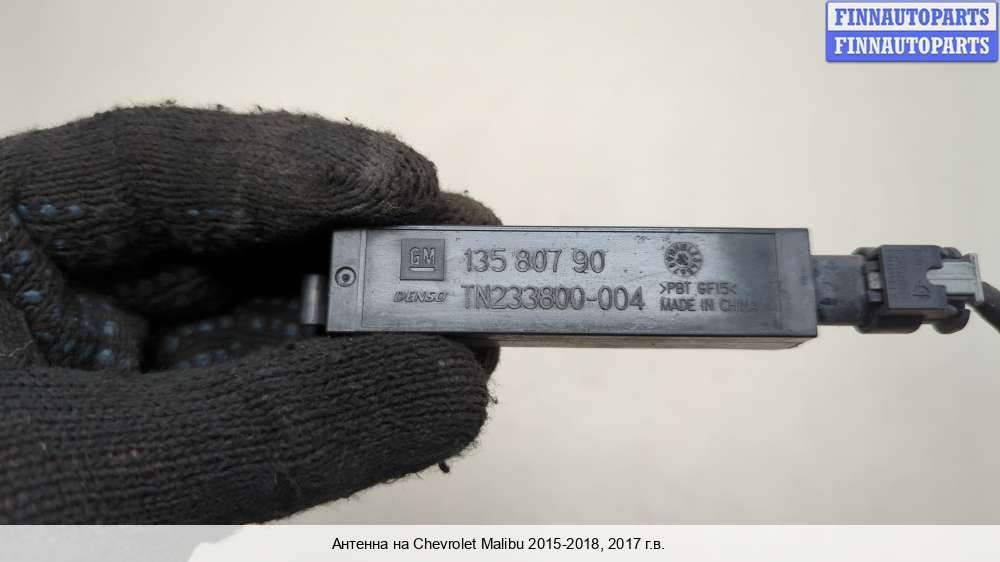 FINNAUTOPARTS
FINNAUTOPARTS
GM 135 807 90
DENSO TN233800-004
>PBT GF15<
MADE IN CHINA
Антенна на Chevrolet Malibu 2015-2018, 2017 г.в.